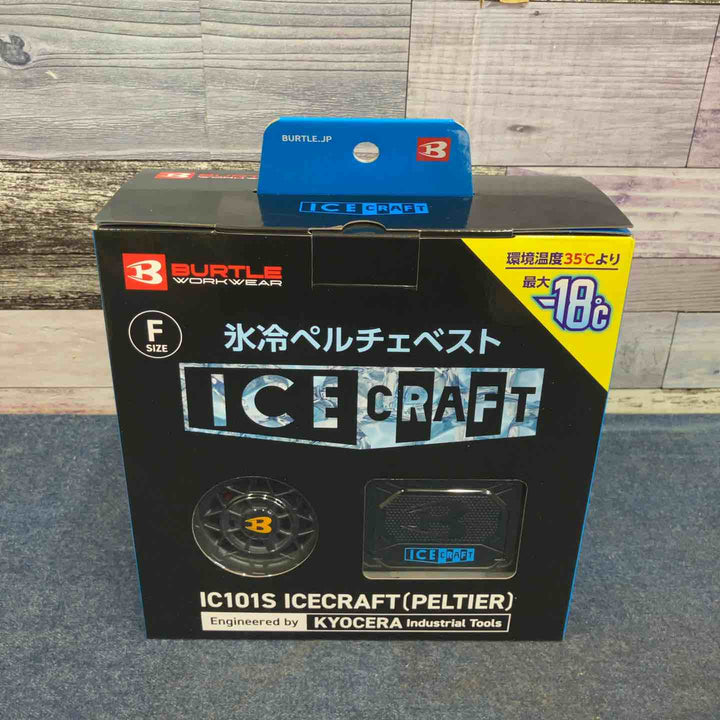 BURTLE.JP
B
ICE CRAFT
B BURTLE
WORKWEAR
環境温度35℃より
最大
-18℃
F
SIZE
氷冷ペルチェベスト
ICE CRAFT
B
B
ICE CRAFT
IC101S ICECRAFT(PELTIER)
Engineered by KYOCERA Industrial Tools